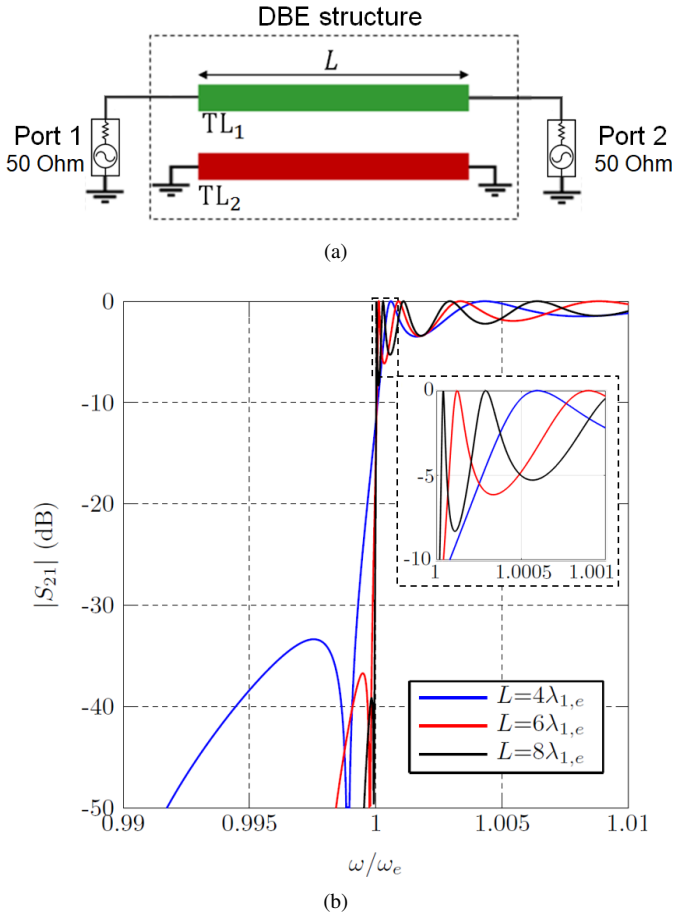 DBE structure
L
TL₁
Port 1
50 Ohm
Port 2
50 Ohm
TL₂
(a)
0
-10
-20
-30
-40
-50
|S₂₁| (dB)
0
-5
-10
1
1.0005
1.001
L=4λ₁,ₑ
L=6λ₁,ₑ
L=8λ₁,ₑ
0.99
0.995
1
1.005
1.01
ω/ωₑ
(b)